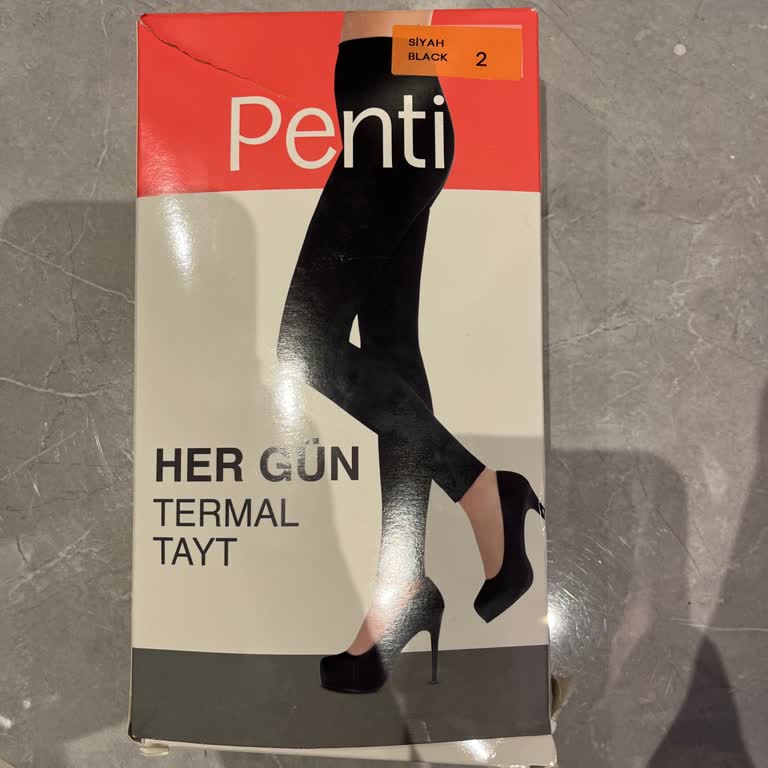 SİYAH
BLACK 2
Penti
HER GÜN
TERMAL
TAYT